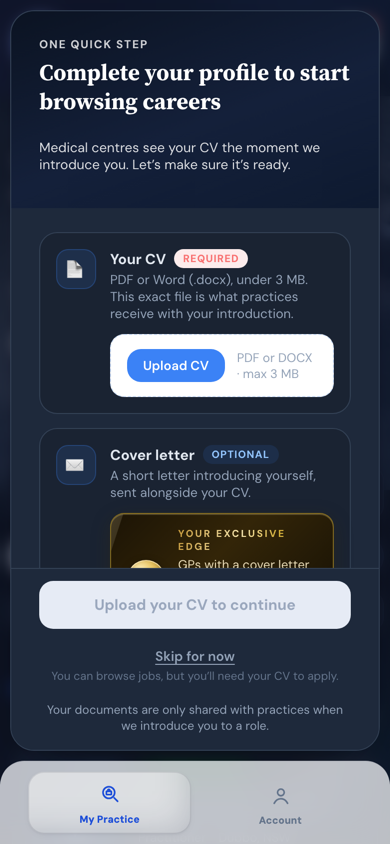 ONE QUICK STEP
Complete your profile to start
browsing careers
Medical centres see your CV the moment we
introduce you. Let’s make sure it’s ready.
Your CV REQUIRED
PDF or Word (.docx), under 3 MB.
This exact file is what practices
receive with your introduction.
Upload CV
PDF or DOCX
· max 3 MB
Cover letter OPTIONAL
A short letter introducing yourself,
sent alongside your CV.
YOUR EXCLUSIVE
EDGE
GPs with a cover letter
Upload your CV to continue
Skip for now
You can browse jobs, but you’ll need your CV to apply.
Your documents are only shared with practices when
we introduce you to a role.
My Practice
Account